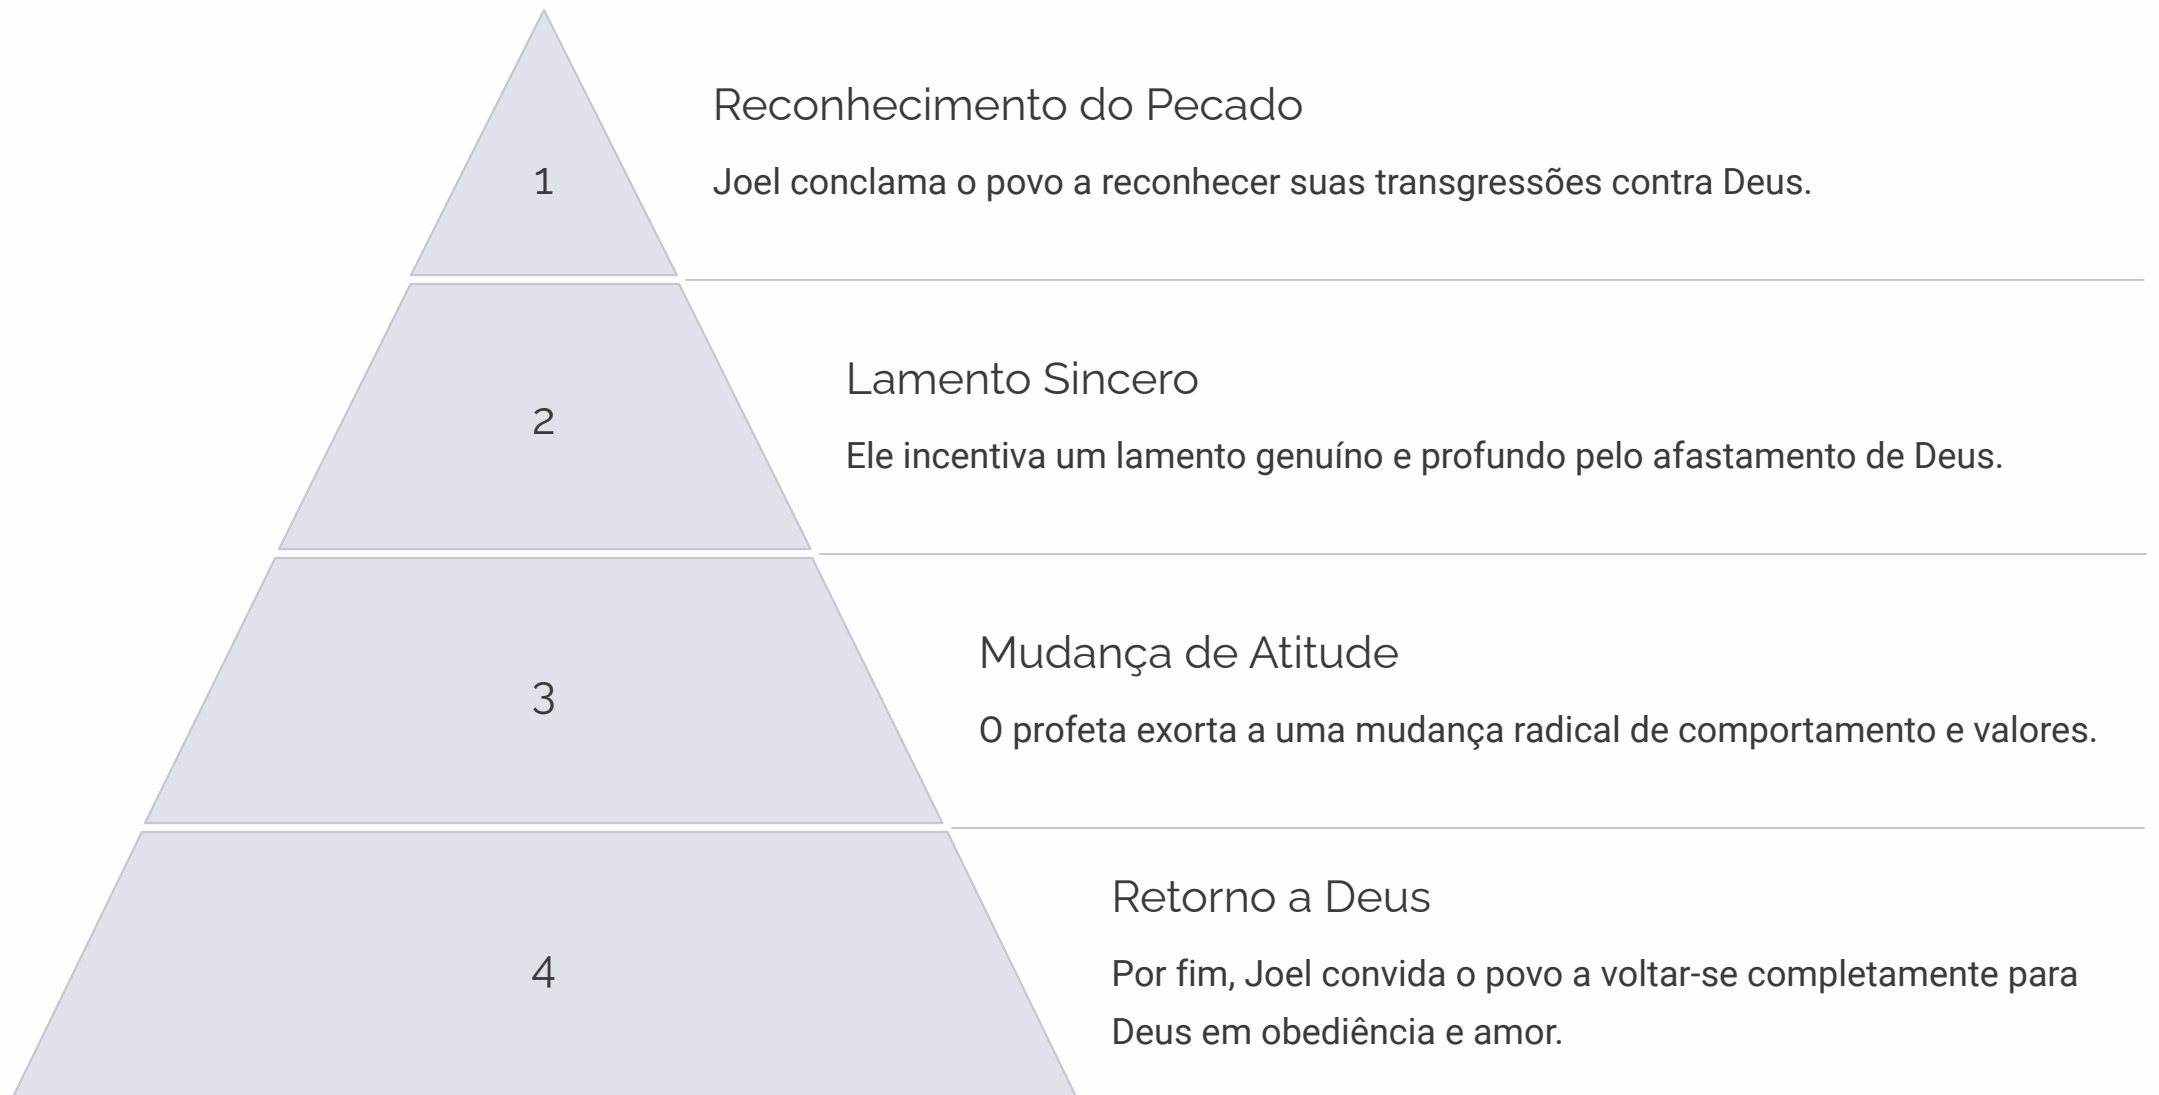 Reconhecimento do Pecado
1
Joel conclama o povo a reconhecer suas transgressões contra Deus.
Lamento Sincero
2
Ele incentiva um lamento genuíno e profundo pelo afastamento de Deus.
Mudança de Atitude
3
O profeta exorta a uma mudança radical de comportamento e valores.
Retorno a Deus
4
Por fim, Joel convida o povo a voltar-se completamente para
Deus em obediência e amor.